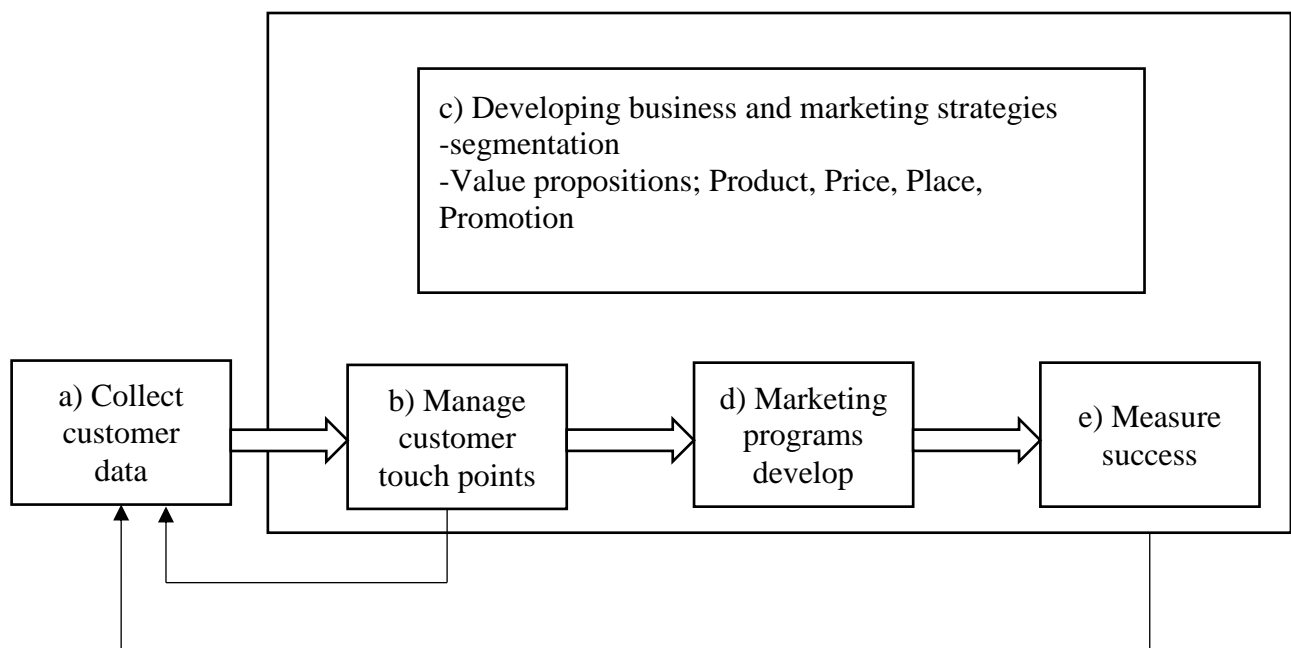 c) Developing business and marketing strategies
-segmentation
-Value propositions; Product, Price, Place,
Promotion
a) Collect
customer
data
b) Manage
customer
touch points
d) Marketing
programs
develop
e) Measure
success